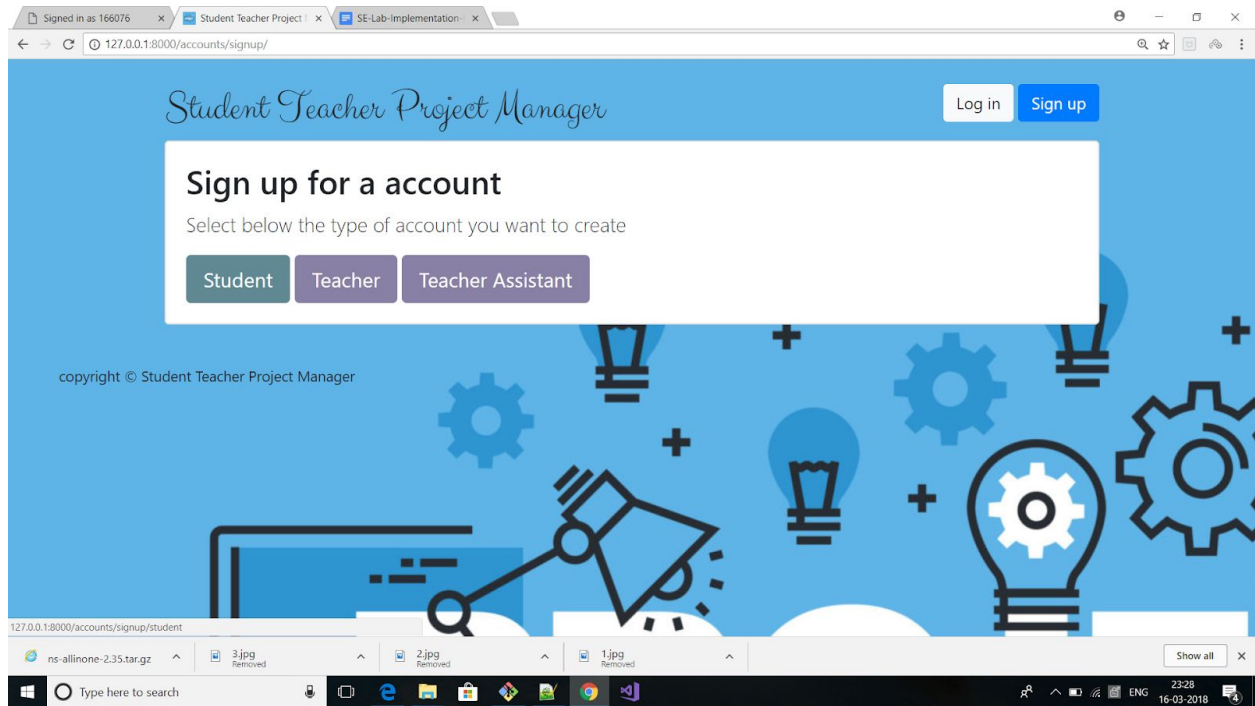 Signed in as 166076
Student Teacher Project
SE-Lab-Implementation-
127.0.0.1:8000/accounts/signup/
Student Teacher Project Manager
Log in
Sign up
Sign up for a account
Select below the type of account you want to create
Student
Teacher
Teacher Assistant
copyright © Student Teacher Project Manager
127.0.0.1:8000/accounts/signup/student
ns-allinone-2.35.tar.gz
3.jpg
Removed
2.jpg
Removed
1.jpg
Removed
Show all
Type here to search
ENG
23:28
16-03-2018
4